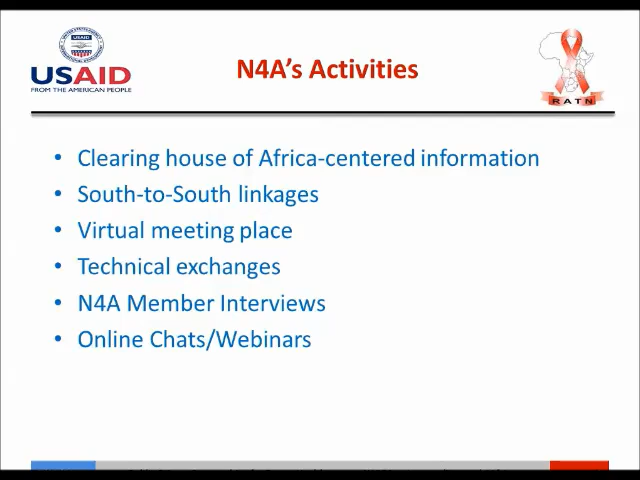 USAID
FROM THE AMERICAN PEOPLE
N4A's Activities
RATN
• Clearing house of Africa-centered information
• South-to-South linkages
• Virtual meeting place
• Technical exchanges
• N4A Member Interviews
• Online Chats/Webinars